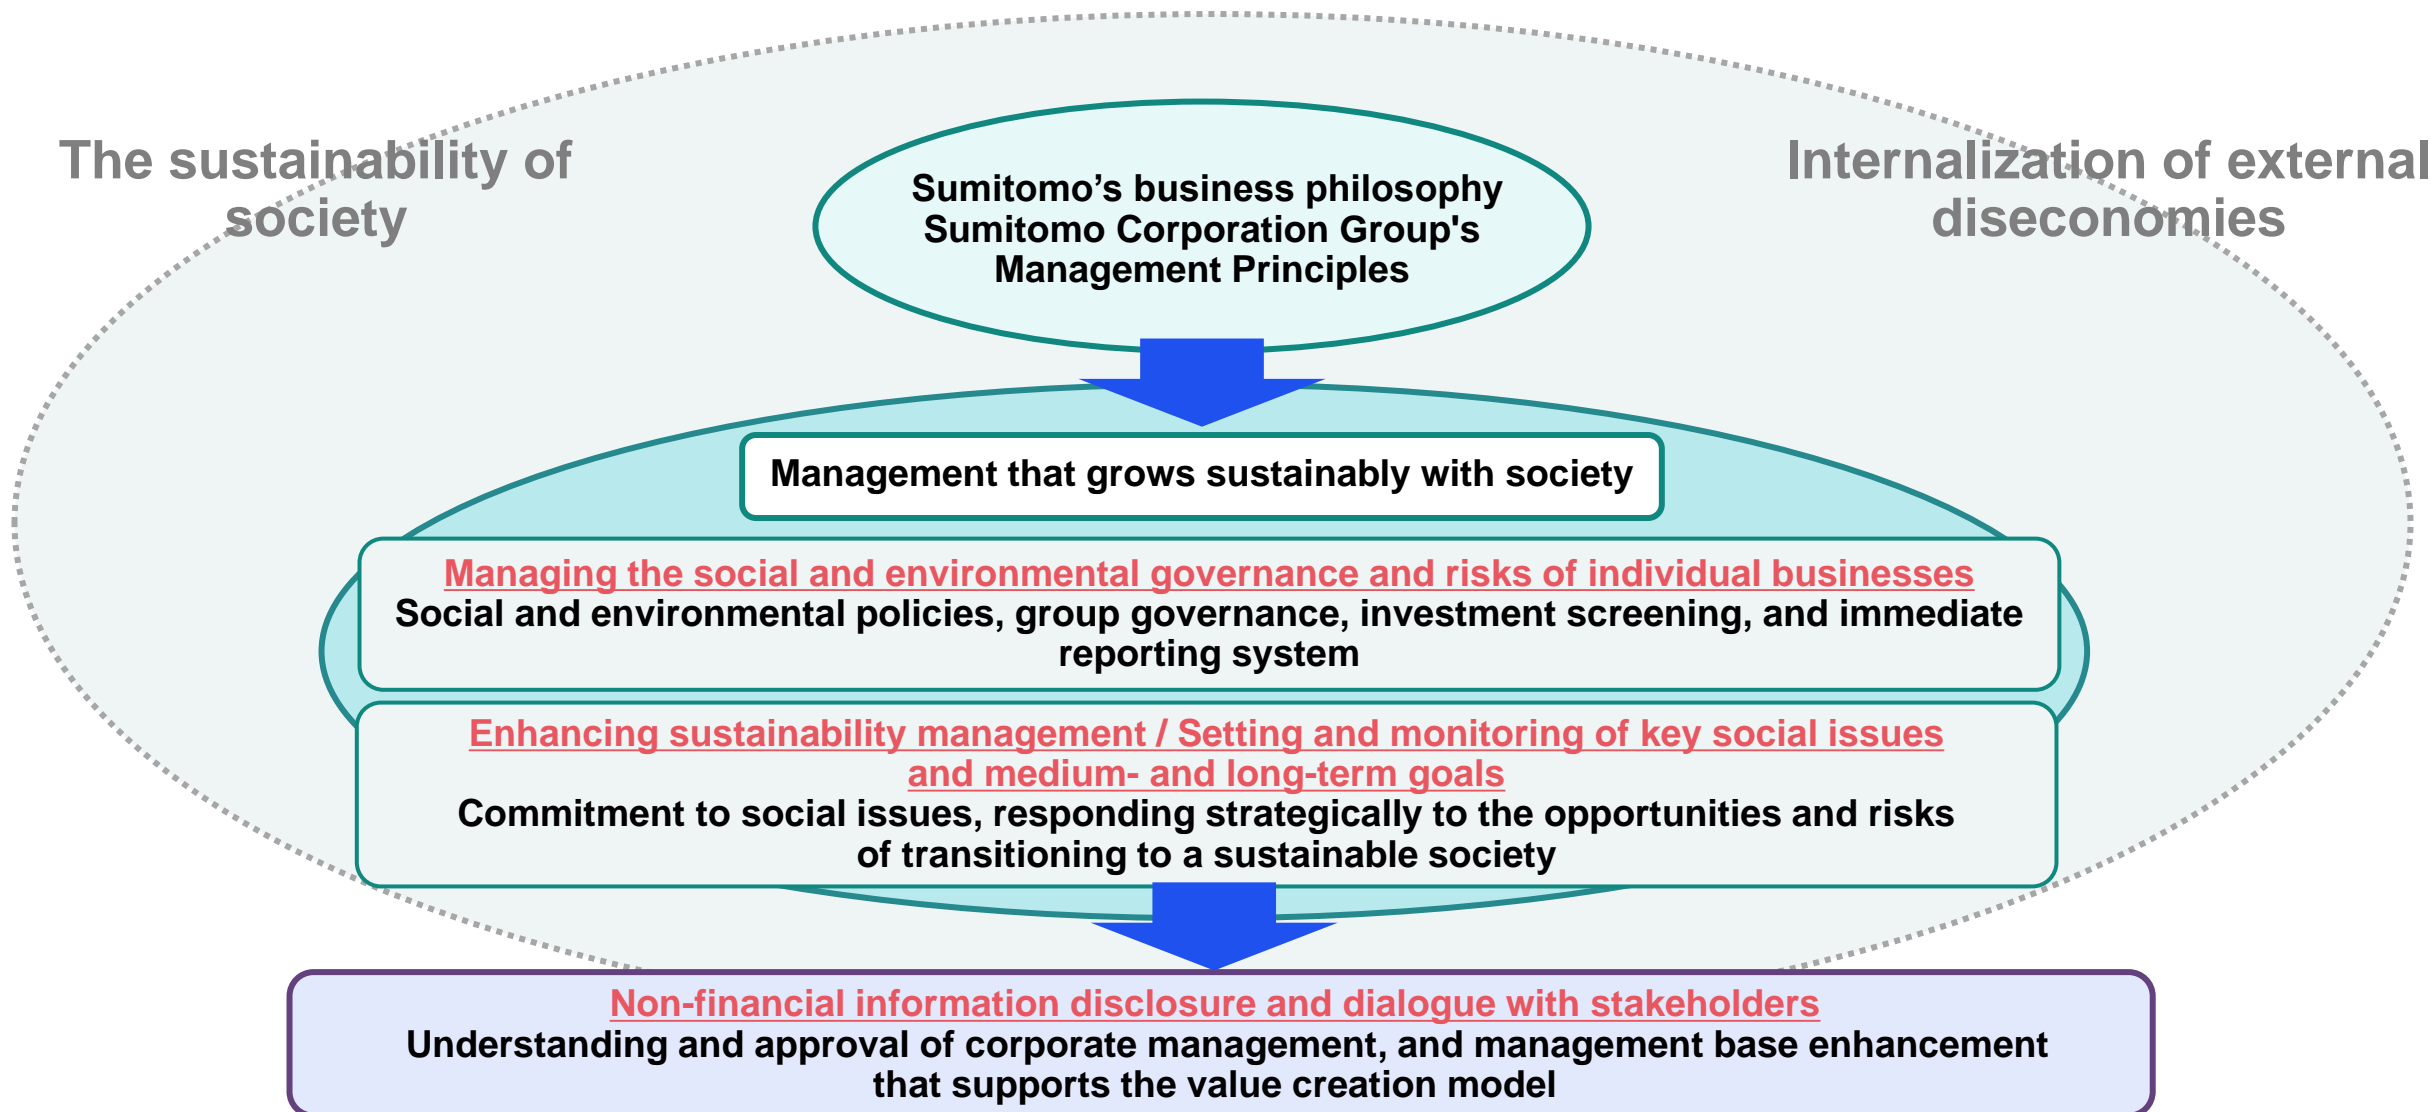 The sustainability of
society
Internalization of external
diseconomies
Sumitomo’s business philosophy
Sumitomo Corporation Group's
Management Principles
Management that grows sustainably with society
Managing the social and environmental governance and risks of individual businesses
Social and environmental policies, group governance, investment screening, and immediate
reporting system
Enhancing sustainability management / Setting and monitoring of key social issues
and medium- and long-term goals
Commitment to social issues, responding strategically to the opportunities and risks
of transitioning to a sustainable society
Non-financial information disclosure and dialogue with stakeholders
Understanding and approval of corporate management, and management base enhancement
that supports the value creation model